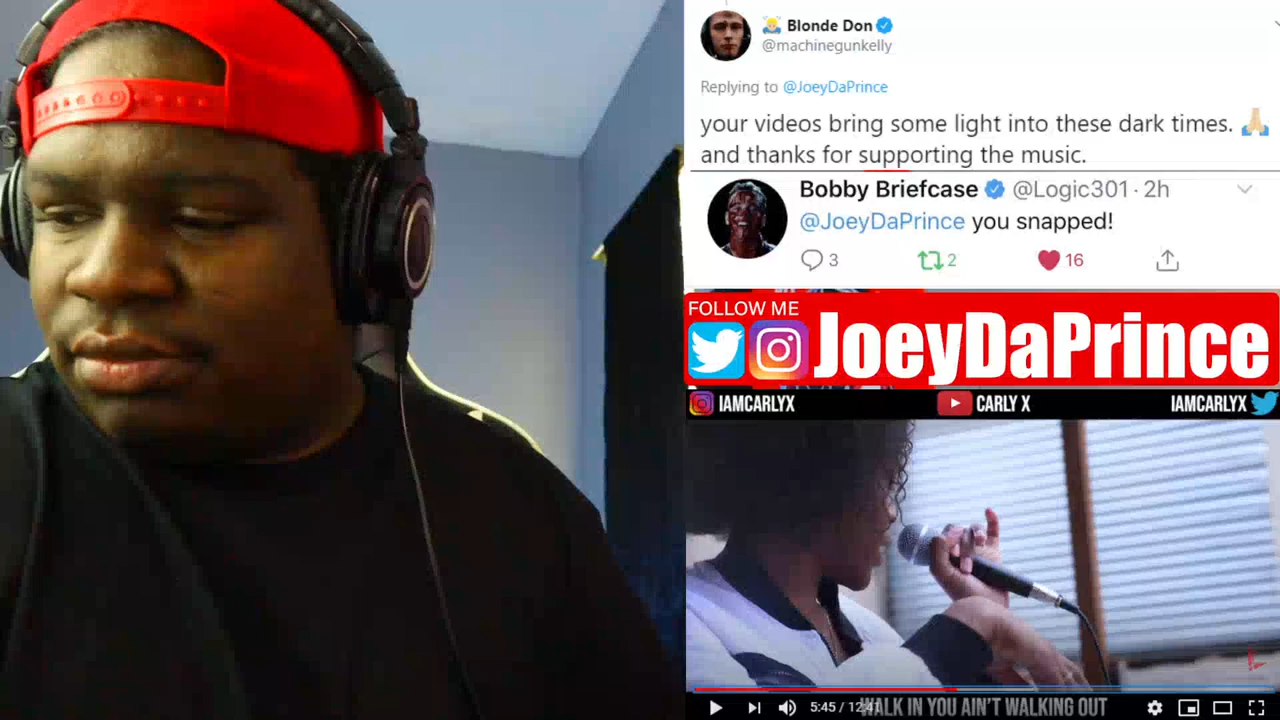 Blonde Don
@machinegunkelly
Replying to @JoeyDaPrince
your videos bring some light into these dark times. 🙏🏼
and thanks for supporting the music.
Bobby Briefcase @Logic301 · 2h
@JoeyDaPrince you snapped!
3 2 16
FOLLOW ME
JoeyDaPrince
IAMCARLYX CARLY X IAMCARLYX
5:45 / 12:41
WALK IN YOU AIN'T WALKING OUT